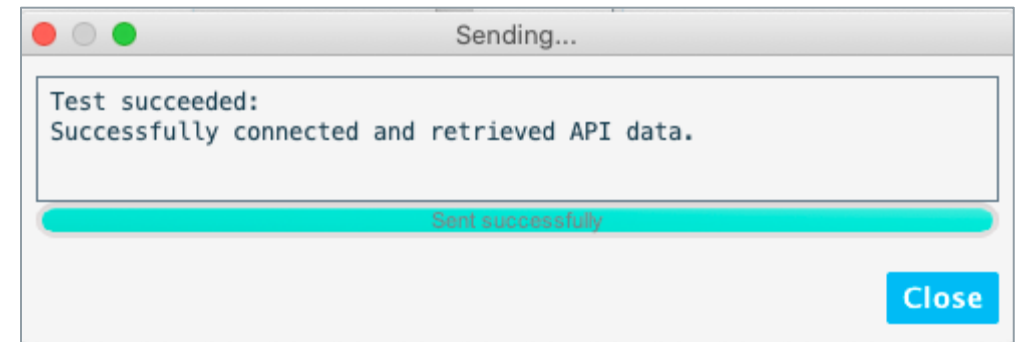 Sending...
Test succeeded:
Successfully connected and retrieved API data.
Sent successfully
Close